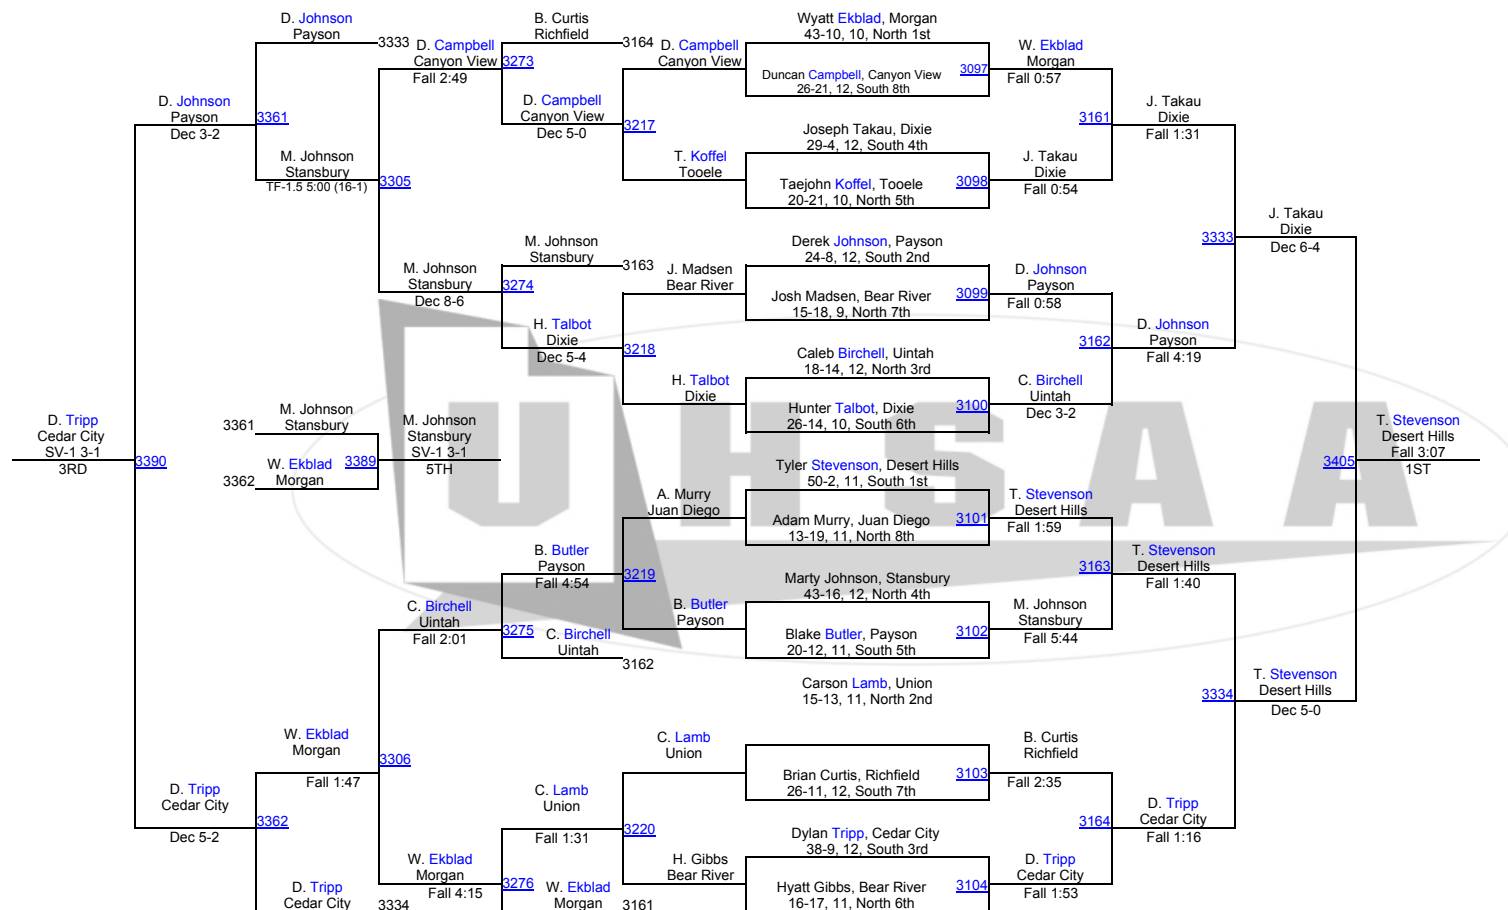 D. Johnson
Payson
3333
D. Campbell
Canyon View
3273
Fall 2:49
B. Curtis
Richfield
3164
D. Campbell
Canyon View
Wyatt Ekblad, Morgan
43-10, 10, North 1st
Duncan Campbell, Canyon View
26-21, 12, South 8th
3097
W. Ekblad
Morgan
Fall 0:57
D. Johnson
Payson
Dec 3-2
3361
D. Campbell
Canyon View
Dec 5-0
3217
3161
J. Takau
Dixie
Fall 1:31
Joseph Takau, Dixie
29-4, 12, South 4th
M. Johnson
Stansbury
TF-1.5 5:00 (16-1)
3305
T. Koffel
Tooele
Taejohn Koffel, Tooele
20-21, 10, North 5th
3098
J. Takau
Dixie
Fall 0:54
3333
J. Takau
Dixie
Dec 6-4
M. Johnson
Stansbury
3163
Derek Johnson, Payson
24-8, 12, South 2nd
M. Johnson
Stansbury
Dec 8-6
3274
J. Madsen
Bear River
Josh Madsen, Bear River
15-18, 9, North 7th
3099
D. Johnson
Payson
Fall 0:58
H. Talbot
Dixie
Dec 5-4
3218
3162
D. Johnson
Payson
Fall 4:19
Caleb Birchell, Uintah
18-14, 12, North 3rd
H. Talbot
Dixie
Hunter Talbot, Dixie
26-14, 10, South 6th
3100
C. Birchell
Uintah
Dec 3-2
UHSAA
D. Tripp
Cedar City
SV-1 3-1
3RD
3390
3361
M. Johnson
Stansbury
3362
W. Ekblad
Morgan
3389
M. Johnson
Stansbury
SV-1 3-1
5TH
3405
T. Stevenson
Desert Hills
Fall 3:07
1ST
Tyler Stevenson, Desert Hills
50-2, 11, South 1st
A. Murry
Juan Diego
Adam Murry, Juan Diego
13-19, 11, North 8th
3101
T. Stevenson
Desert Hills
Fall 1:59
B. Butler
Payson
Fall 4:54
3219
3163
T. Stevenson
Desert Hills
Fall 1:40
Marty Johnson, Stansbury
43-16, 12, North 4th
C. Birchell
Uintah
Fall 2:01
3275
C. Birchell
Uintah
3162
B. Butler
Payson
Blake Butler, Payson
20-12, 11, South 5th
3102
M. Johnson
Stansbury
Fall 5:44
Carson Lamb, Union
15-13, 11, North 2nd
3334
T. Stevenson
Desert Hills
Dec 5-0
W. Ekblad
Morgan
Fall 1:47
3306
C. Lamb
Union
Brian Curtis, Richfield
26-11, 12, South 7th
3103
B. Curtis
Richfield
Fall 2:35
D. Tripp
Cedar City
Dec 5-2
3362
C. Lamb
Union
Fall 1:31
3220
3164
D. Tripp
Cedar City
Fall 1:16
Dylan Tripp, Cedar City
38-9, 12, South 3rd
W. Ekblad
Morgan
Fall 4:15
3276
H. Gibbs
Bear River
Hyatt Gibbs, Bear River
16-17, 11, North 6th
3104
D. Tripp
Cedar City
Fall 1:53
D. Tripp
Cedar City
3334
W. Ekblad
Morgan
3161